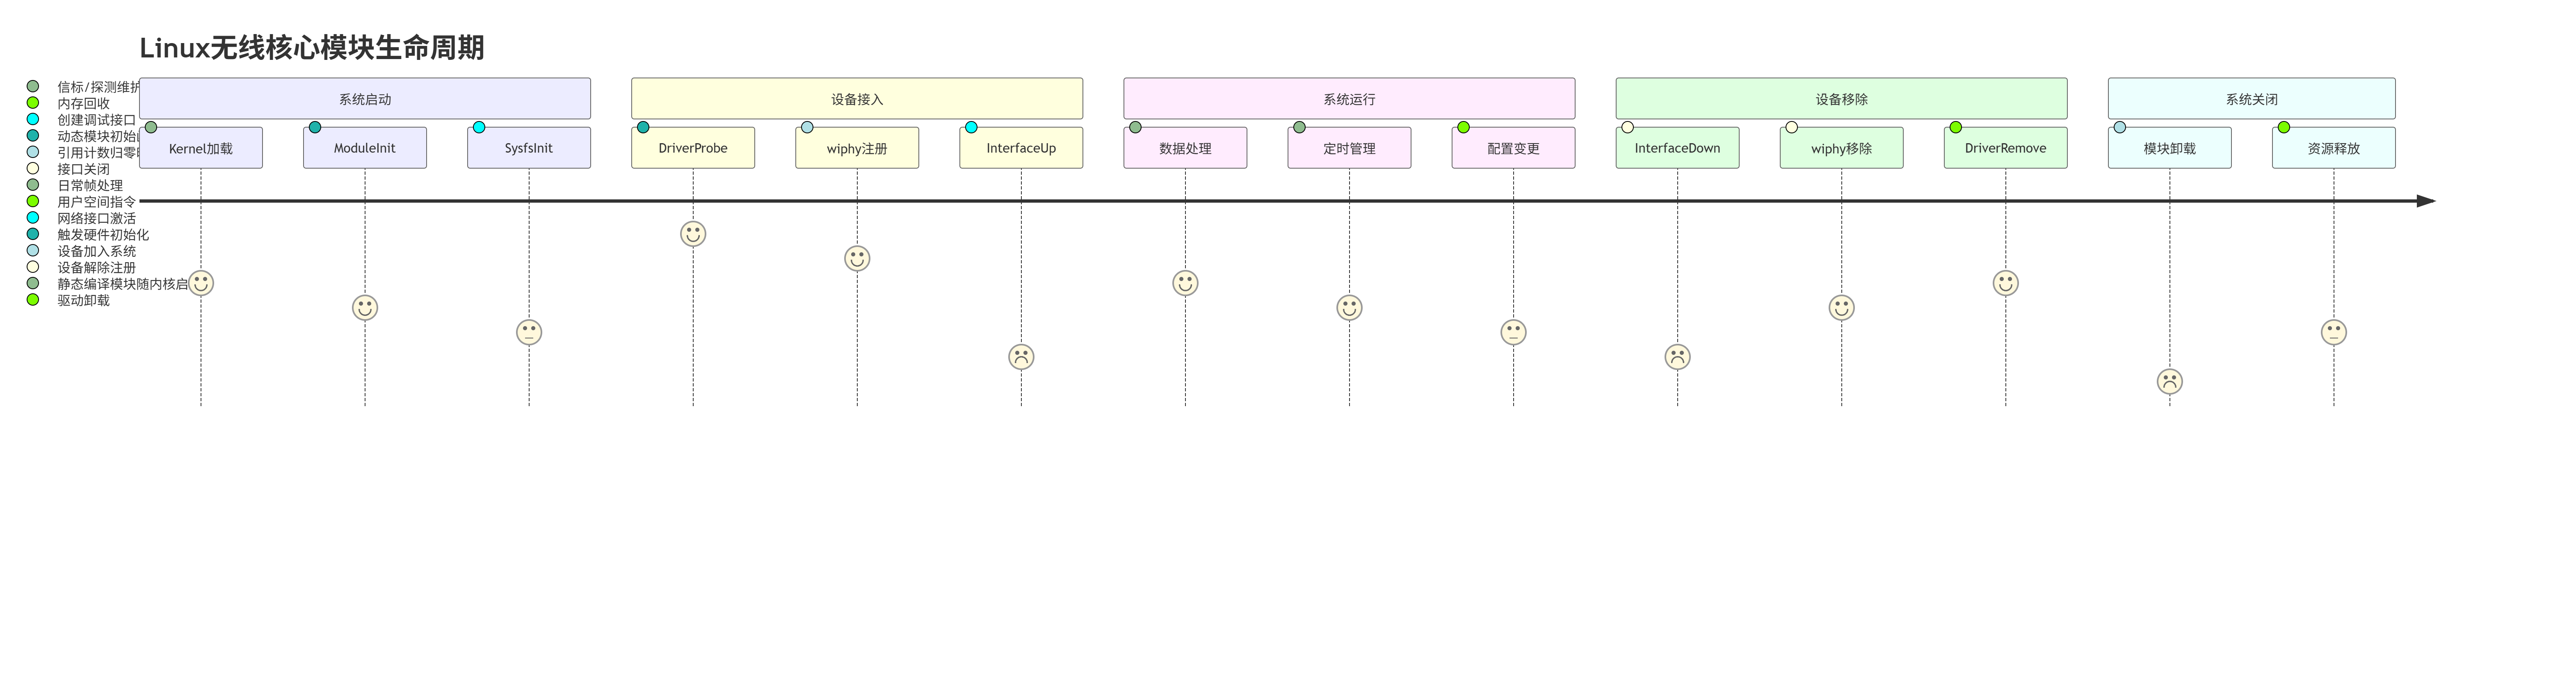 Linux无线核心模块生命周期
信标/探测维护
内存回收
创建调试接口
动态模块初始
引用计数归零
接口关闭
日常帧处理
用户空间指令
网络接口激活
触发硬件初始化
设备加入系统
设备解除注册
静态编译模块随内核启
驱动卸载
系统启动
设备接入
系统运行
设备移除
系统关闭
Kernel加载
ModuleInit
SysfsInit
DriverProbe
wiphy注册
InterfaceUp
数据处理
定时管理
配置变更
InterfaceDown
wiphy移除
DriverRemove
模块卸载
资源释放